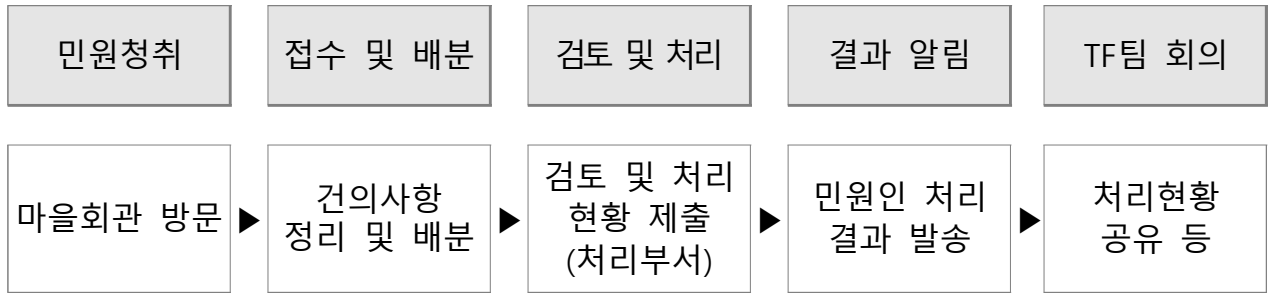 민원청취
접수 및 배분
검토 및 처리
결과 알림
TF팀 회의
마을회관 방문 ▶
건의사항
정리 및 배분
▶
검토 및 처리
현황 제출
(처리부서)
▶
민원인 처리
결과 발송
▶
처리현황
공유 등